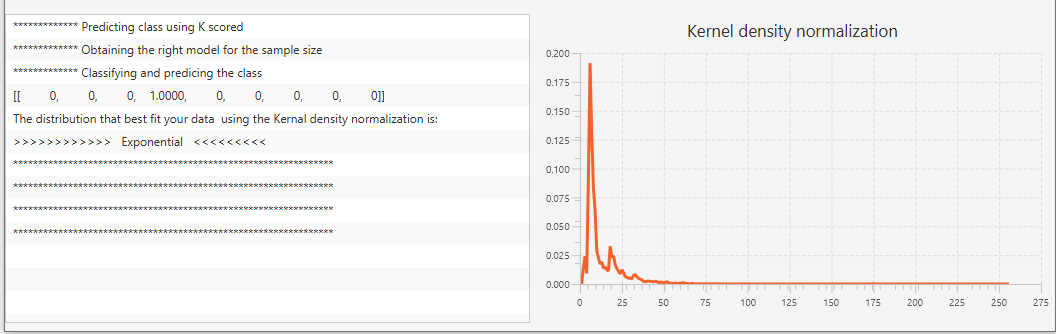 ************* Predicting class using K scored
************* Obtaining the right model for the sample size
************* Classifying and predicing the class
[[ 0, 0, 0, 1.0000, 0, 0, 0, 0, 0]]
The distribution that best fit your data using the Kernal density normalization is:
>>>>>>>>>>>> Exponential <<<<<<<<<
****************************************************************
****************************************************************
****************************************************************
****************************************************************
Kernel density normalization
0.200
0.175
0.150
0.125
0.100
0.075
0.050
0.025
0.000
0 25 50 75 100 125 150 175 200 225 250 275